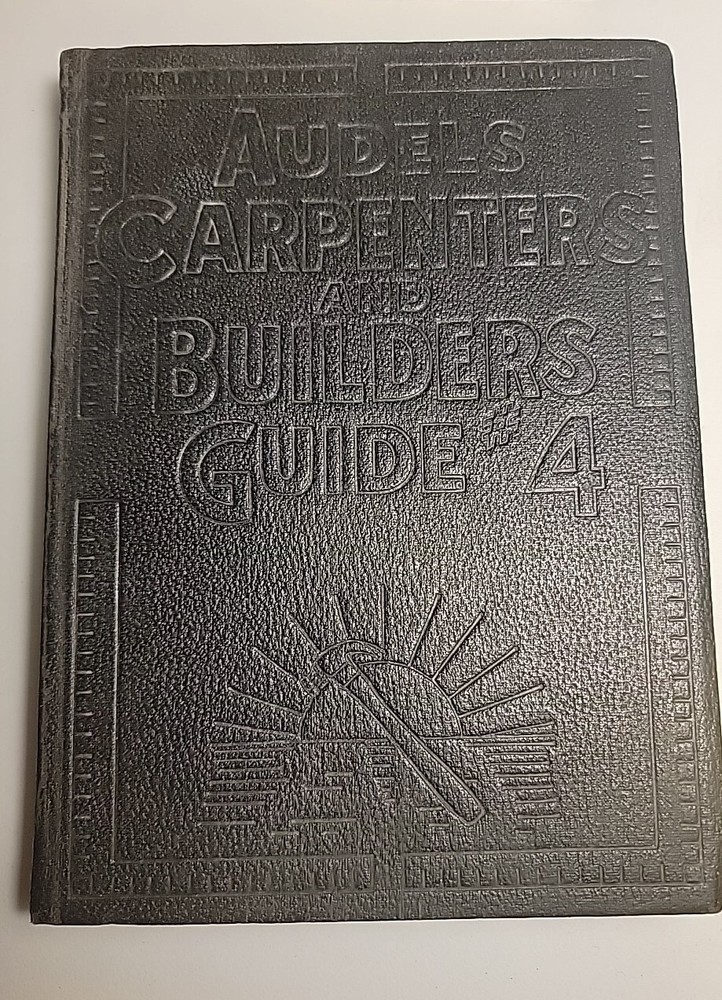 AUDELS
CARPENTERS
AND
BUILDERS
GUIDE #4